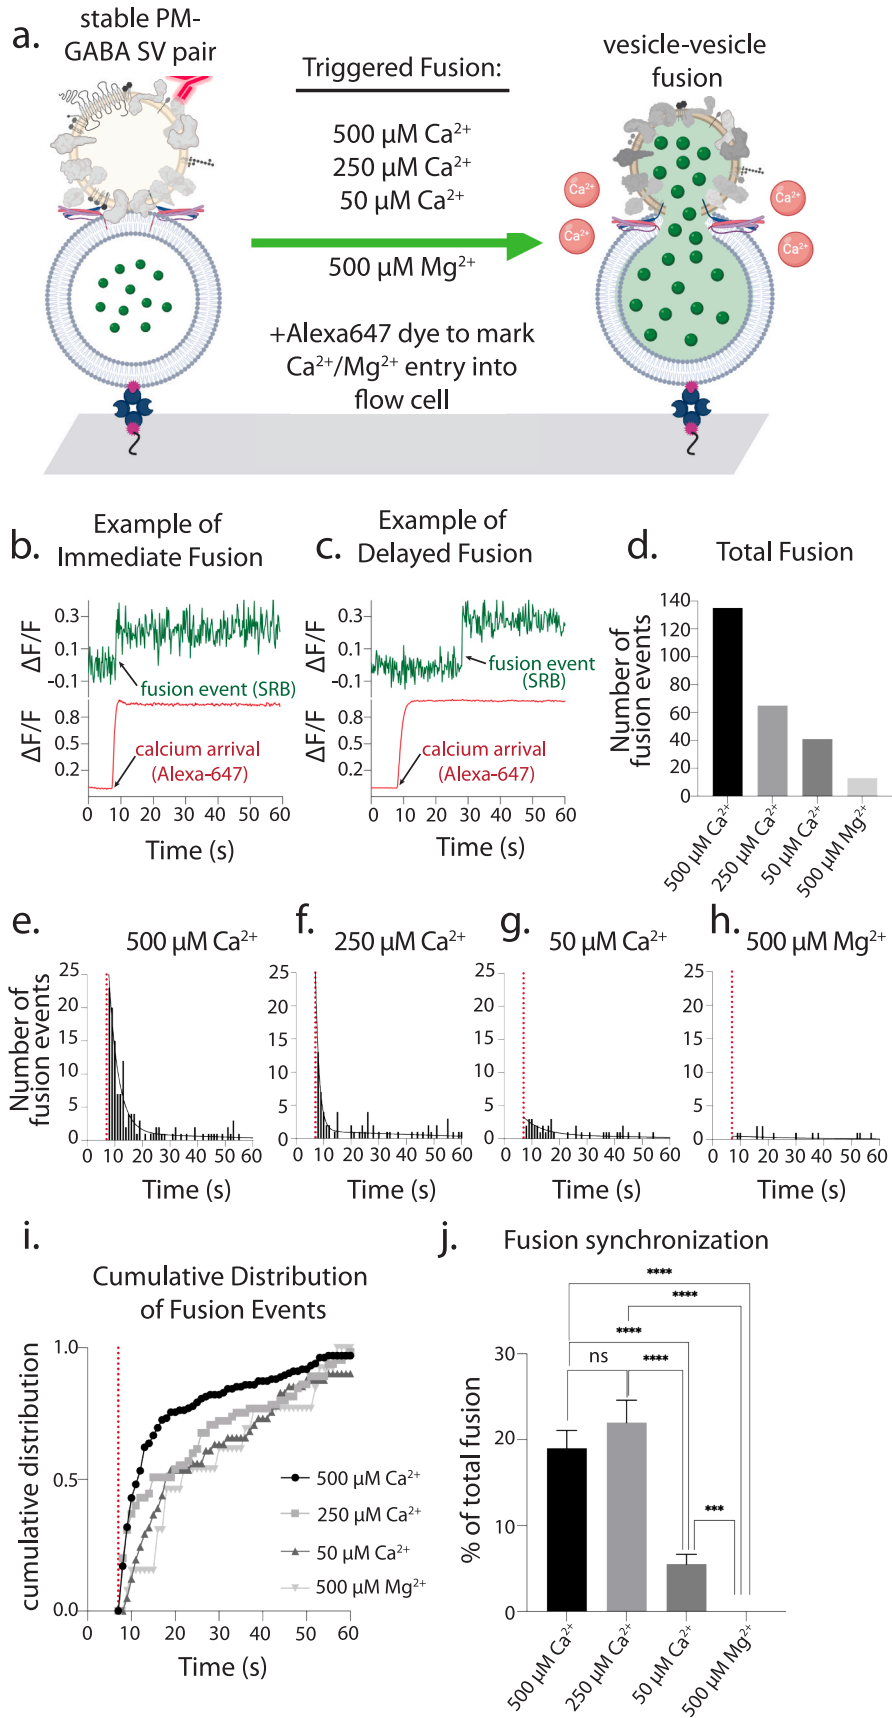 a.
stable PM-
GABA SV pair
Triggered Fusion:
500 µM Ca²⁺
250 µM Ca²⁺
50 µM Ca²⁺
500 µM Mg²⁺
+Alexa647 dye to mark
Ca²⁺/Mg²⁺ entry into
flow cell
vesicle-vesicle
fusion
Ca²⁺
Ca²⁺
Ca²⁺
Ca²⁺
b.
Example of
Immediate Fusion
ΔF/F
0.3
0.1
-0.1
fusion event (SRB)
ΔF/F
0.8
0.5
0.2
calcium arrival
(Alexa-647)
0 10 20 30 40 50 60
Time (s)
c.
Example of
Delayed Fusion
ΔF/F
0.3
0.1
-0.1
fusion event
(SRB)
ΔF/F
0.8
0.5
0.2
calcium arrival
(Alexa-647)
0 10 20 30 40 50 60
Time (s)
d.
Total Fusion
Number of
fusion events
140
120
100
80
60
40
20
0
500 µM Ca²⁺
250 µM Ca²⁺
50 µM Ca²⁺
500 µM Mg²⁺
e.
500 µM Ca²⁺
Number of
fusion events
25
20
15
10
5
0
0 10 20 30 40 50 60
Time (s)
f.
250 µM Ca²⁺
25
20
15
10
5
0
0 10 20 30 40 50 60
Time (s)
g.
50 µM Ca²⁺
25
20
15
10
5
0
0 10 20 30 40 50 60
Time (s)
h.
500 µM Mg²⁺
25
20
15
10
5
0
0 10 20 30 40 50 60
Time (s)
i.
Cumulative Distribution
of Fusion Events
cumulative distribution
1.0
0.5
0.0
500 µM Ca²⁺
250 µM Ca²⁺
50 µM Ca²⁺
500 µM Mg²⁺
0 10 20 30 40 50 60
Time (s)
j.
Fusion synchronization
% of total fusion
30
20
10
0
****
****
****
ns
****
***
500 µM Ca²⁺
250 µM Ca²⁺
50 µM Ca²⁺
500 µM Mg²⁺